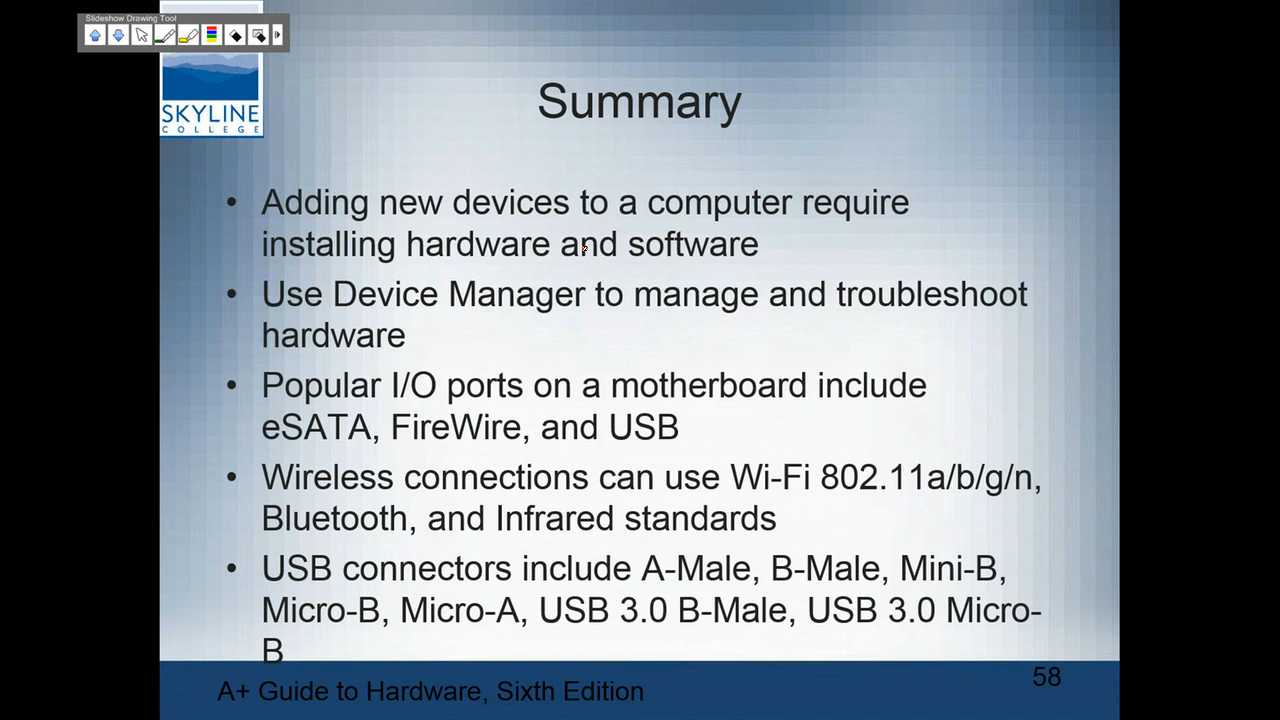 Slideshow Drawing Tool
SKYLINE
COLLEGE
Summary
• Adding new devices to a computer require
installing hardware and software
• Use Device Manager to manage and troubleshoot
hardware
• Popular I/O ports on a motherboard include
eSATA, FireWire, and USB
• Wireless connections can use Wi-Fi 802.11a/b/g/n,
Bluetooth, and Infrared standards
• USB connectors include A-Male, B-Male, Mini-B,
Micro-B, Micro-A, USB 3.0 B-Male, USB 3.0 Micro-
B
A+ Guide to Hardware, Sixth Edition
58